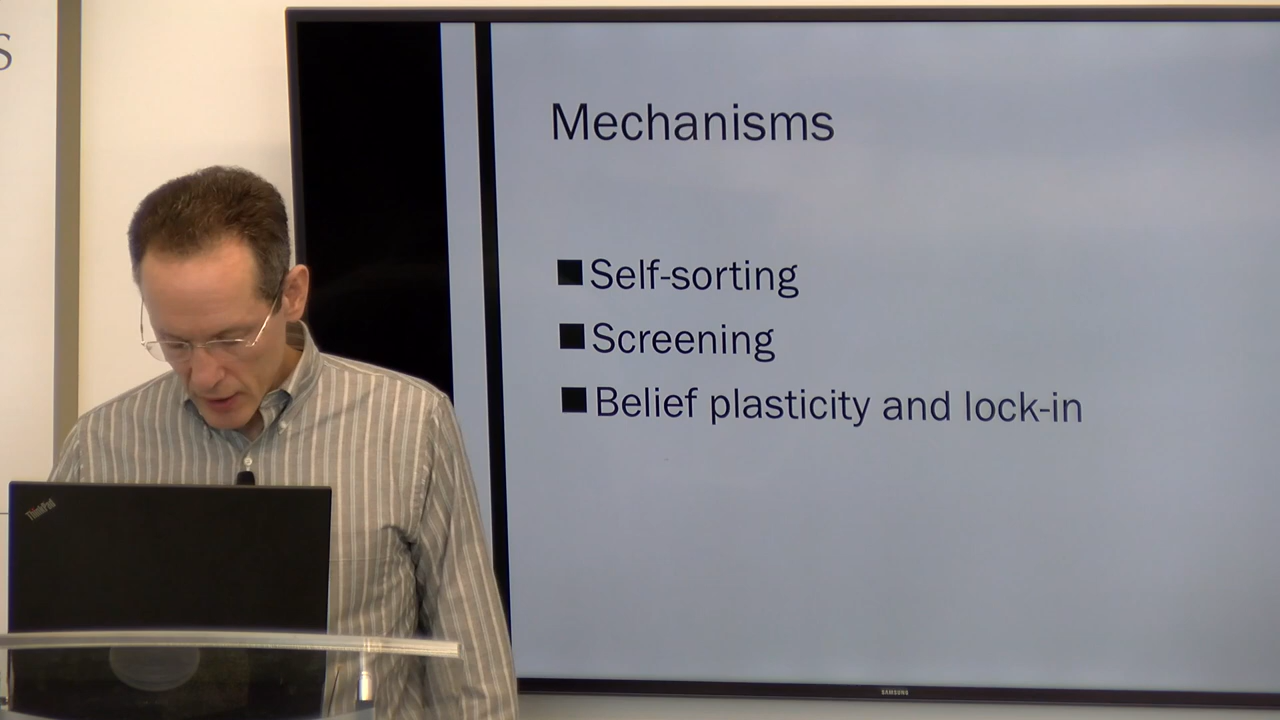 S
Mechanisms
Self-sorting
Screening
Belief plasticity and lock-in
ThinkPad
SAMSUNG